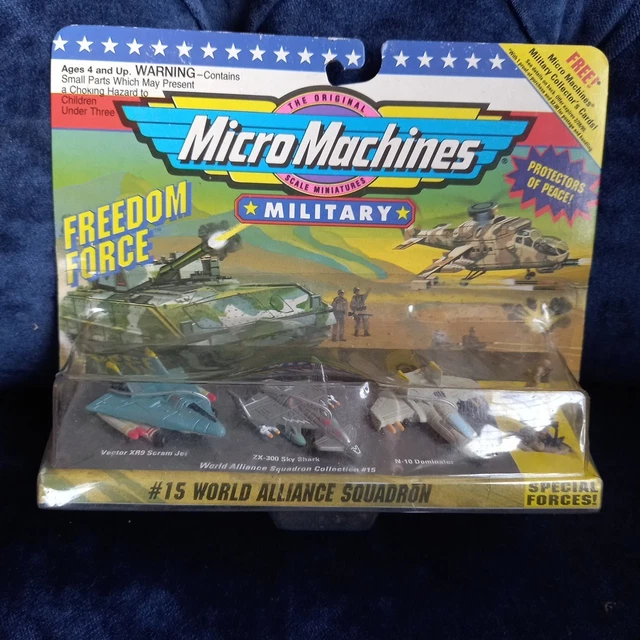 Ages 4 and Up. WARNING–Contains
Small Parts Which May Present
a Choking Hazard to
Children
Under Three
FREE!
Micro Machines®
Military Collector's Cards!
THE ORIGINAL
Micro Machines®
SCALE MINIATURES
MILITARY
PROTECTORS
OF PEACE!
FREEDOM
FORCE
Vector XR9 Scram Jet
ZX-300 Sky Shark
N-10 Dominator
World Alliance Squadron Collection #15
#15 WORLD ALLIANCE SQUADRON
SPECIAL
FORCES!